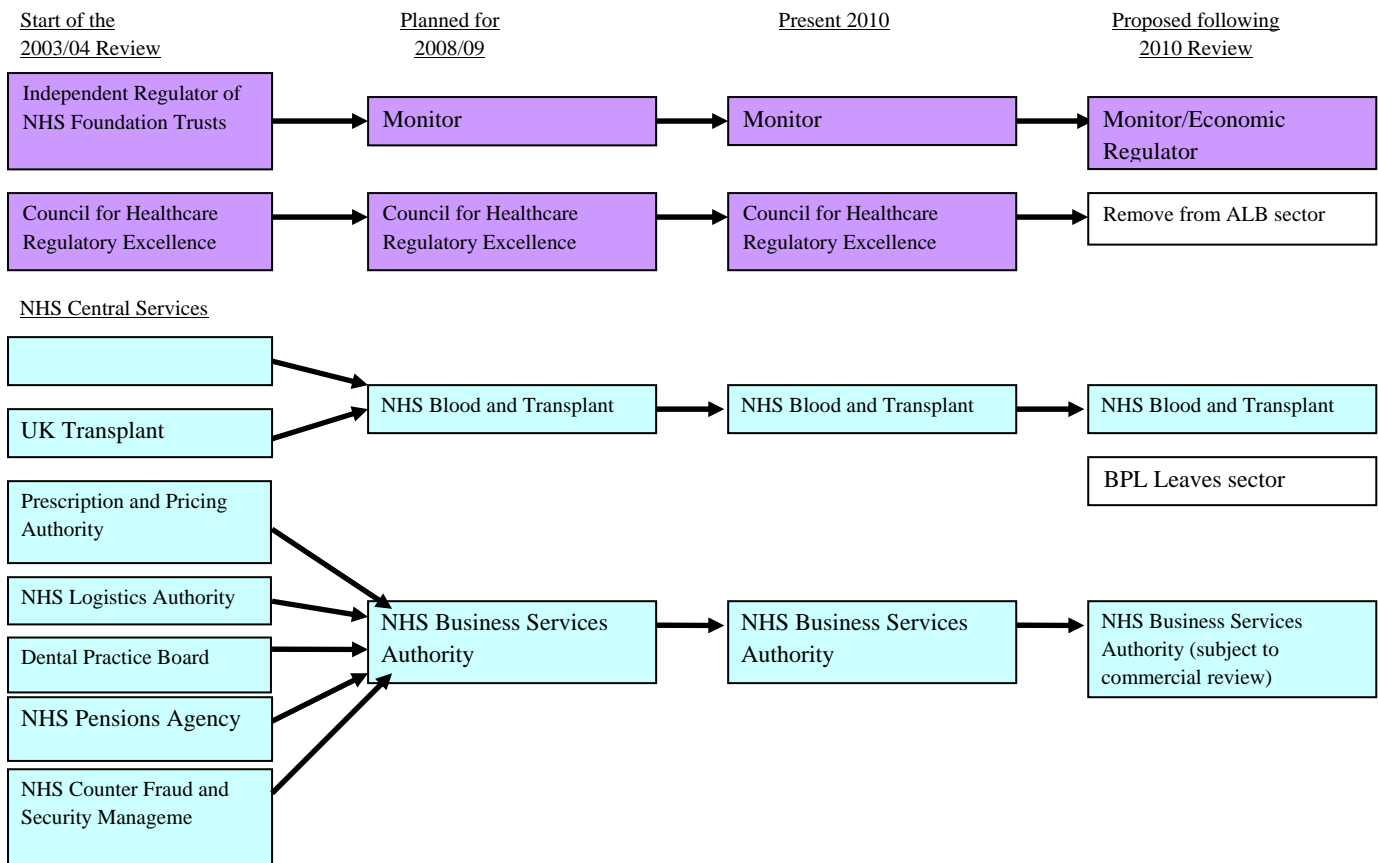 Start of the
2003/04 Review
Planned for
2008/09
Present 2010
Proposed following
2010 Review
Independent Regulator of
NHS Foundation Trusts
Monitor
Monitor
Monitor/Economic
Regulator
Council for Healthcare
Regulatory Excellence
Council for Healthcare
Regulatory Excellence
Council for Healthcare
Regulatory Excellence
Remove from ALB sector
NHS Central Services
UK Transplant
NHS Blood and Transplant
NHS Blood and Transplant
NHS Blood and Transplant
BPL Leaves sector
Prescription and Pricing
Authority
NHS Logistics Authority
Dental Practice Board
NHS Pensions Agency
NHS Counter Fraud and
Security Manageme
NHS Business Services
Authority
NHS Business Services
Authority
NHS Business Services
Authority (subject to
commercial review)